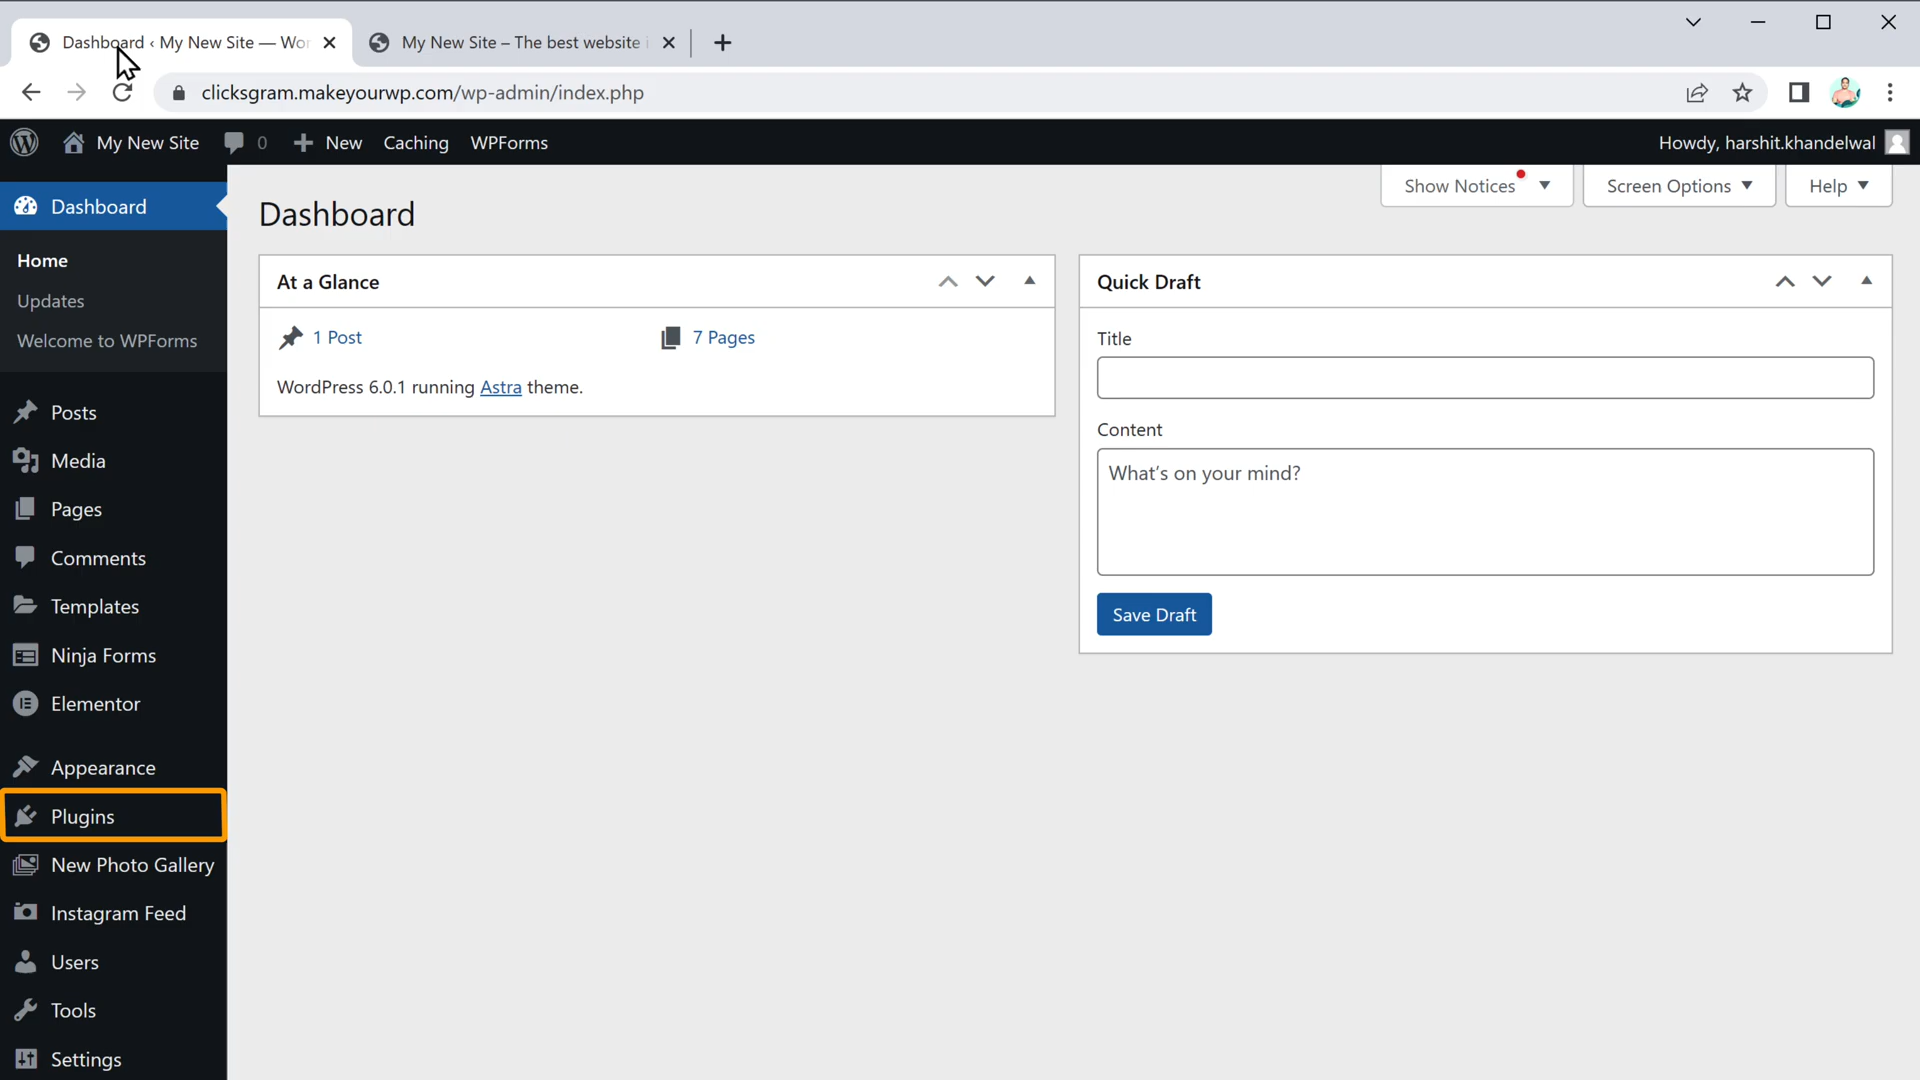 Dashboard ‹ My New Site — Wor
My New Site – The best website i
clicksgram.makeyourwp.com/wp-admin/index.php
My New Site
0
New
Caching
WPForms
Howdy, harshit.khandelwal
Show Notices
Screen Options
Help
Dashboard
Home
Updates
Welcome to WPForms
Posts
Media
Pages
Comments
Templates
Ninja Forms
Elementor
Appearance
Plugins
New Photo Gallery
Instagram Feed
Users
Tools
Settings
Dashboard
At a Glance
1 Post
7 Pages
WordPress 6.0.1 running Astra theme.
Quick Draft
Title
Content
What's on your mind?
Save Draft